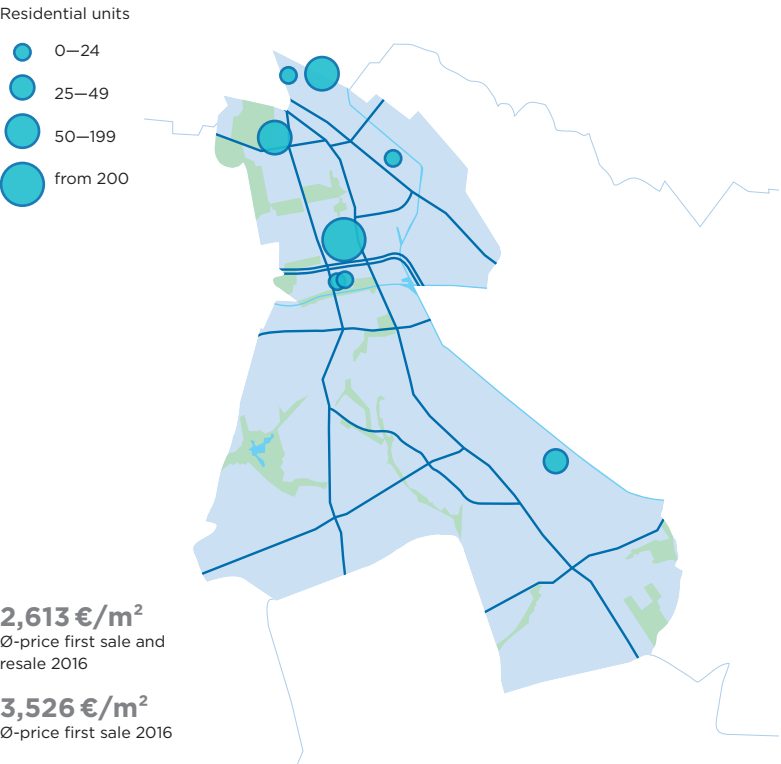 Residential units
0—24
25—49
50—199
from 200
2,613 €/m²
Ø-price first sale and
resale 2016
3,526 €/m²
Ø-price first sale 2016